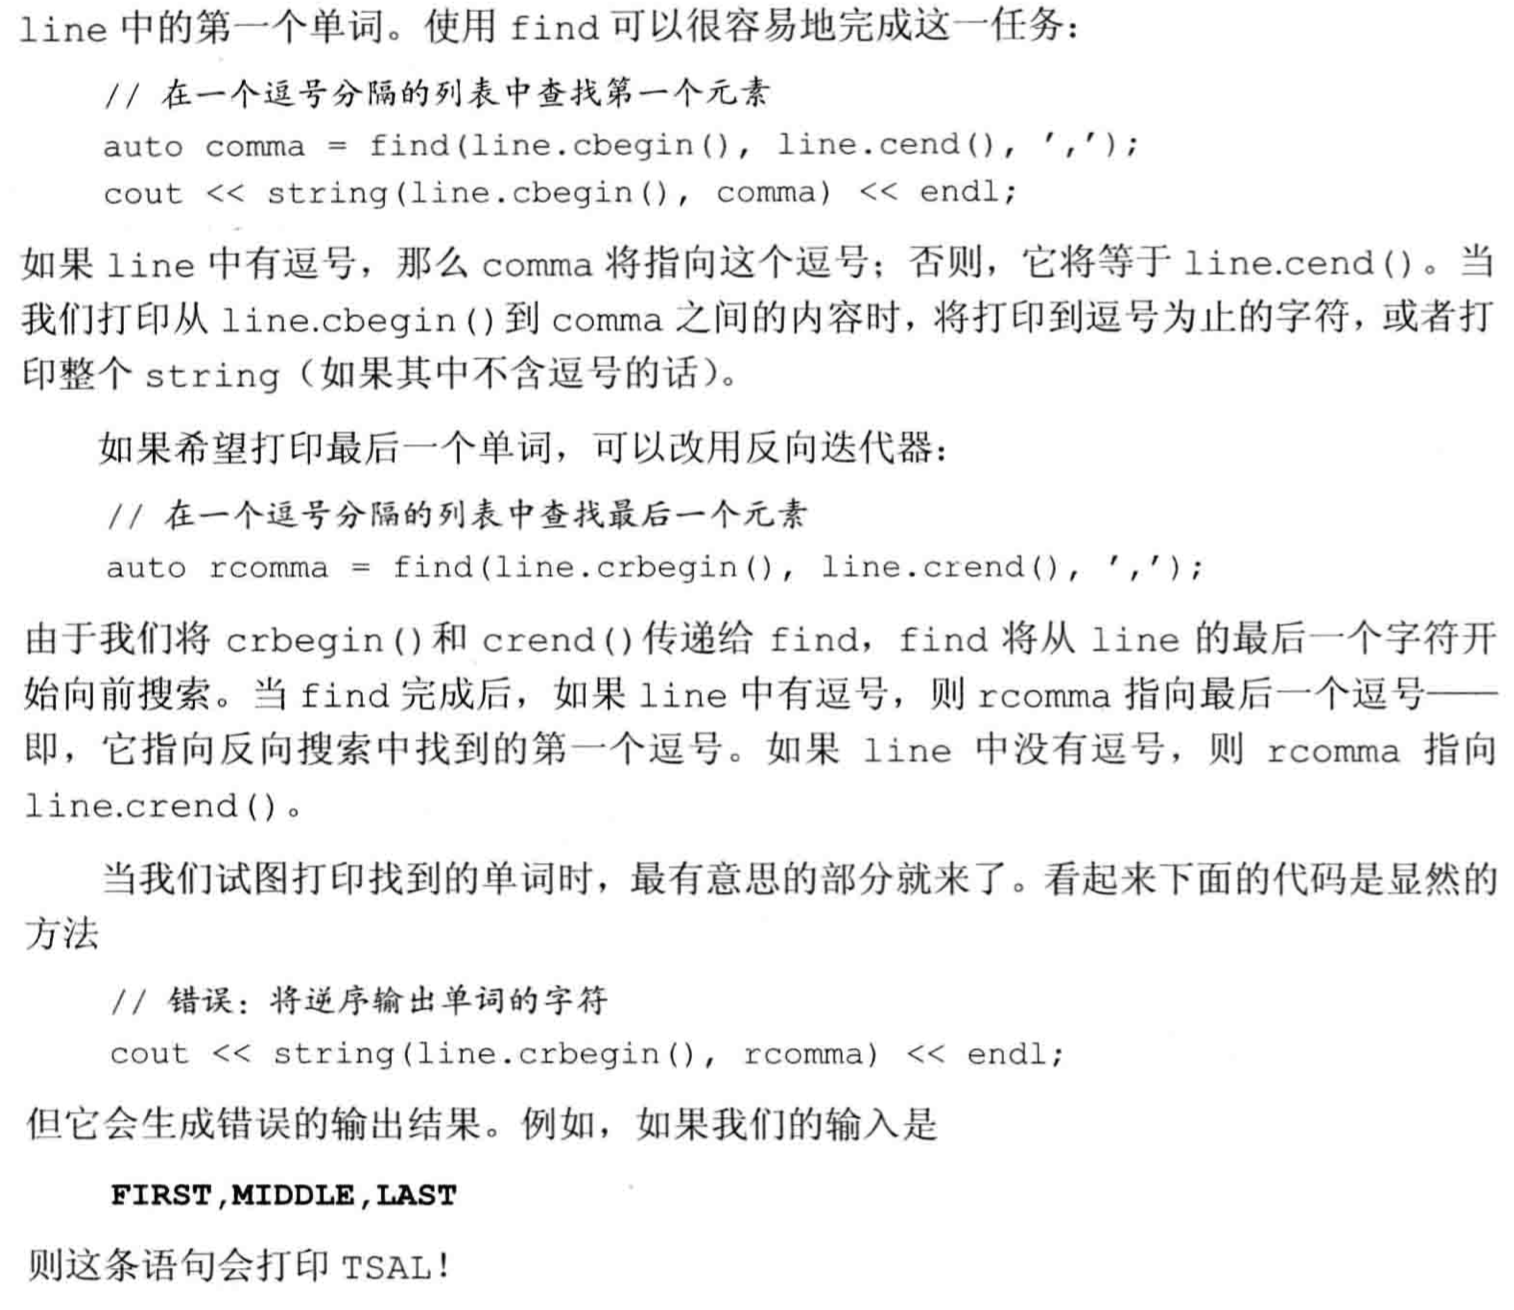 line 中的第一个单词。使用 find 可以很容易地完成这一任务：
// 在一个逗号分隔的列表中查找第一个元素
auto comma = find(line.cbegin(), line.cend(), ',');
cout << string(line.cbegin(), comma) << endl;
如果 line 中有逗号，那么 comma 将指向这个逗号；否则，它将等于 line.cend()。当
我们打印从 line.cbegin()到 comma 之间的内容时，将打印到逗号为止的字符，或者打
印整个 string（如果其中不含逗号的话）。
如果希望打印最后一个单词，可以改用反向迭代器：
// 在一个逗号分隔的列表中查找最后一个元素
auto rcomma = find(line.crbegin(), line.crend(), ',');
由于我们将 crbegin()和 crend()传递给 find，find 将从 line 的最后一个字符开
始向前搜索。当 find 完成后，如果 line 中有逗号，则 rcomma 指向最后一个逗号——
即，它指向反向搜索中找到的第一个逗号。如果 line 中没有逗号，则 rcomma 指向
line.crend()。
当我们试图打印找到的单词时，最有意思的部分就来了。看起来下面的代码是显然的
方法
// 错误：将逆序输出单词的字符
cout << string(line.crbegin(), rcomma) << endl;
但它会生成错误的输出结果。例如，如果我们的输入是
FIRST,MIDDLE,LAST
则这条语句会打印 TSAL！